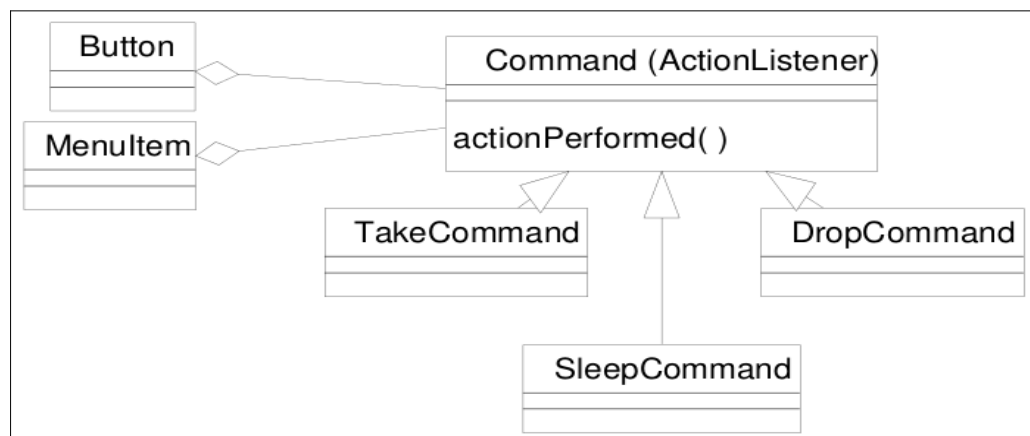 Button
Command (ActionListener)
MenuItem
actionPerformed( )
TakeCommand
DropCommand
SleepCommand